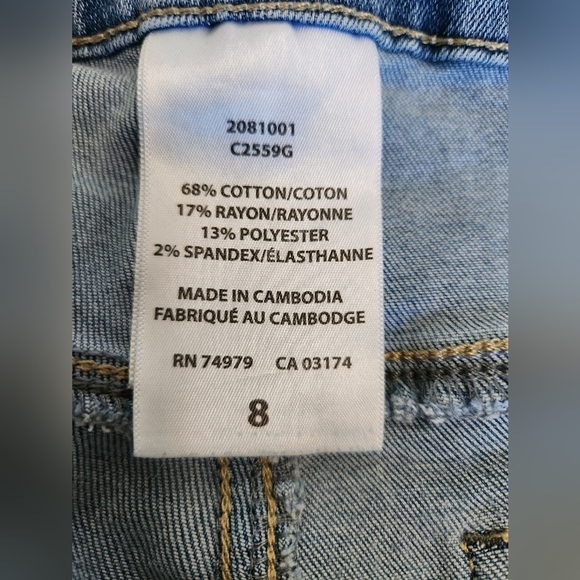 2081001
C2559G
68% COTTON/COTON
17% RAYON/RAYONNE
13% POLYESTER
2% SPANDEX/ÉLASTHANNE
MADE IN CAMBODIA
FABRIQUÉ AU CAMBODGE
RN 74979 CA 03174
8